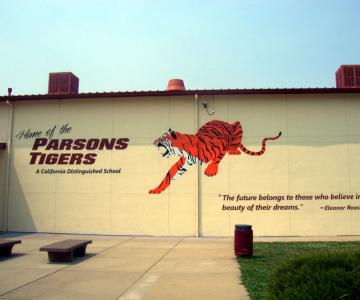 Home of the
PARSONS
TIGERS
A California Distinguished School
"The future belongs to those who believe in
beauty of their dreams."   ~Eleanor